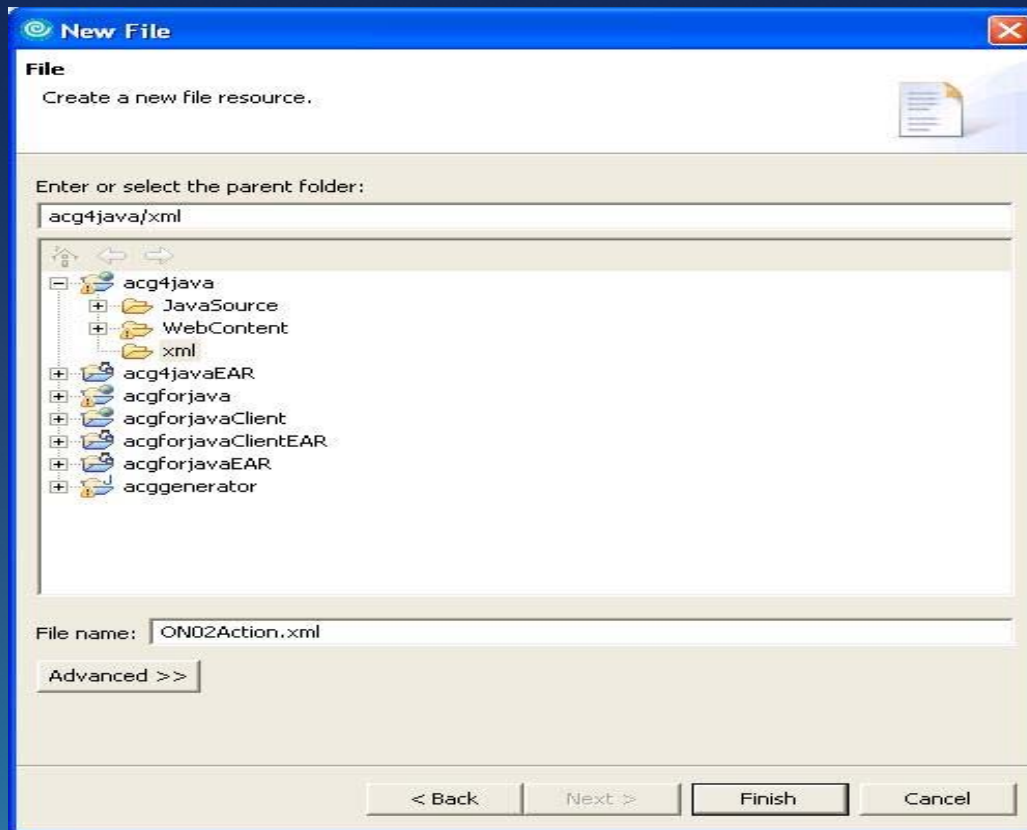 New File
File
Create a new file resource.
Enter or select the parent folder:
acg4java/xml
acg4java
JavaSource
WebContent
xml
acg4javaEAR
acgforjava
acgforjavaClient
acgforjavaClientEAR
acgforjavaEAR
acggenerator
File name: ON02Action.xml
Advanced >>
< Back Next > Finish Cancel